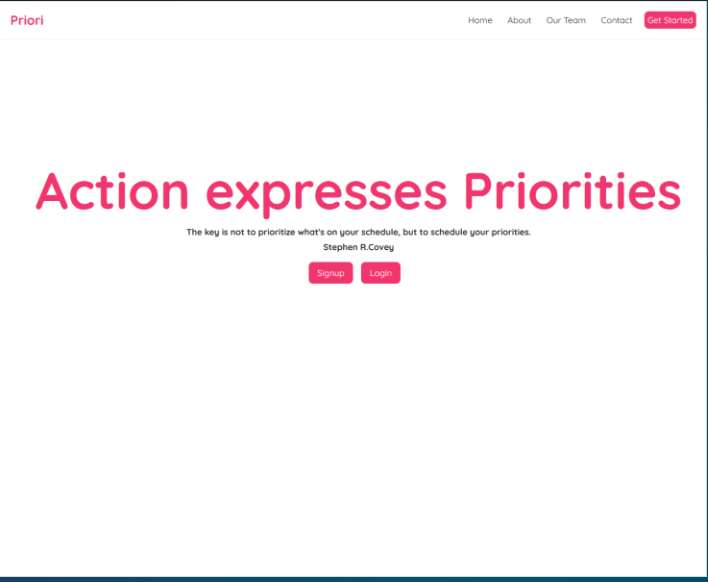 Priori
Home About Our Team Contact Get Started
Action expresses Priorities
The key is not to prioritize what's on your schedule, but to schedule your priorities.
Stephen R.Covey
Signup Login